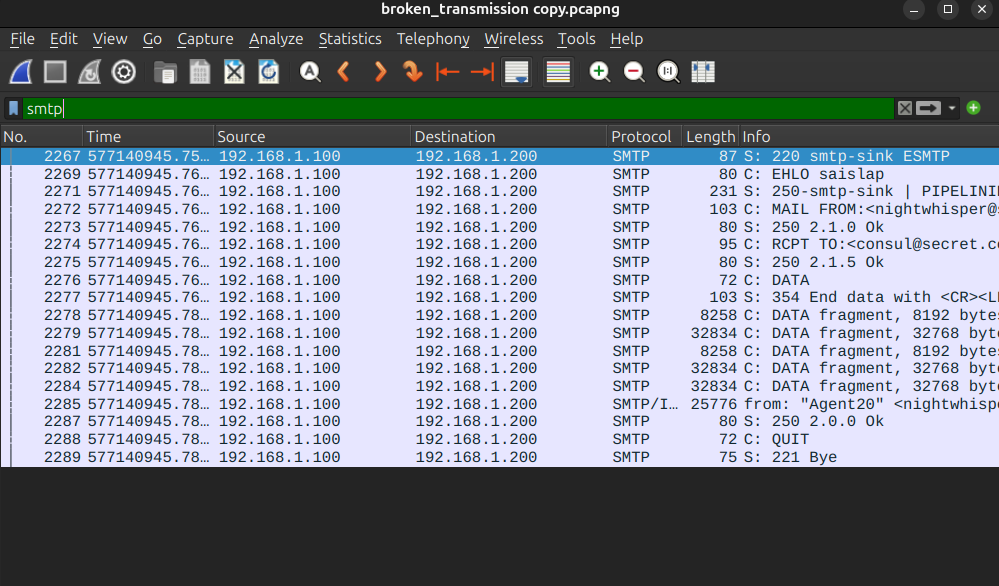 broken_transmission copy.pcapng
File Edit View Go Capture Analyze Statistics Telephony Wireless Tools Help
smtp
No. Time Source Destination Protocol Length Info
2267 577140945.75… 192.168.1.100 192.168.1.200 SMTP 87 S: 220 smtp-sink ESMTP
2269 577140945.76… 192.168.1.100 192.168.1.200 SMTP 80 C: EHLO saislap
2271 577140945.76… 192.168.1.100 192.168.1.200 SMTP 231 S: 250-smtp-sink | PIPELINI
2272 577140945.76… 192.168.1.100 192.168.1.200 SMTP 103 C: MAIL FROM:<nightwhisper@s
2273 577140945.76… 192.168.1.100 192.168.1.200 SMTP 80 S: 250 2.1.0 Ok
2274 577140945.76… 192.168.1.100 192.168.1.200 SMTP 95 C: RCPT TO:<consul@secret.co
2275 577140945.76… 192.168.1.100 192.168.1.200 SMTP 80 S: 250 2.1.5 Ok
2276 577140945.76… 192.168.1.100 192.168.1.200 SMTP 72 C: DATA
2277 577140945.76… 192.168.1.100 192.168.1.200 SMTP 103 S: 354 End data with <CR><L
2278 577140945.78… 192.168.1.100 192.168.1.200 SMTP 8258 C: DATA fragment, 8192 bytes
2279 577140945.78… 192.168.1.100 192.168.1.200 SMTP 32834 C: DATA fragment, 32768 byt
2281 577140945.78… 192.168.1.100 192.168.1.200 SMTP 8258 C: DATA fragment, 8192 bytes
2282 577140945.78… 192.168.1.100 192.168.1.200 SMTP 32834 C: DATA fragment, 32768 byt
2284 577140945.78… 192.168.1.100 192.168.1.200 SMTP 32834 C: DATA fragment, 32768 byt
2285 577140945.78… 192.168.1.100 192.168.1.200 SMTP/I… 25776 from: "Agent20" <nightwhispe
2287 577140945.78… 192.168.1.100 192.168.1.200 SMTP 80 S: 250 2.0.0 Ok
2288 577140945.78… 192.168.1.100 192.168.1.200 SMTP 72 C: QUIT
2289 577140945.78… 192.168.1.100 192.168.1.200 SMTP 75 S: 221 Bye